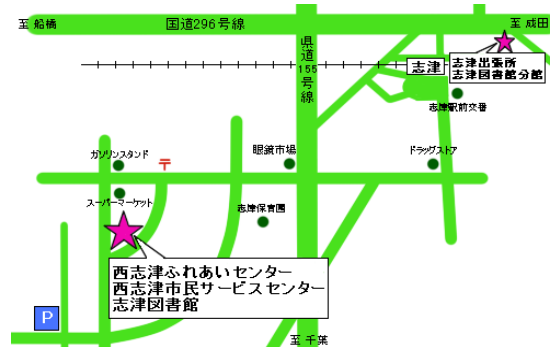 至 船橋
国道296号線
至 成田
県道155号線
志津
志津出張所
志津図書館分館
志津駅前交番
ガソリンスタンド
〒
眼鏡市場
ドラッグストア
スーパーマーケット
志津保育園
西志津ふれあいセンター
西志津市民サービスセンター
志津図書館
P
至 千葉